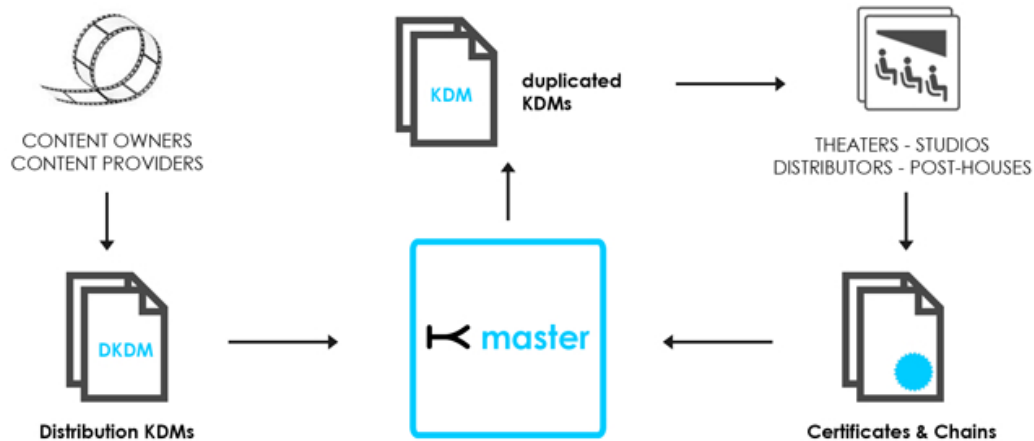 CONTENT OWNERS
CONTENT PROVIDERS
KDM
duplicated
KDMs
THEATERS - STUDIOS
DISTRIBUTORS - POST-HOUSES
DKDM
Distribution KDMs
K master
Certificates & Chains